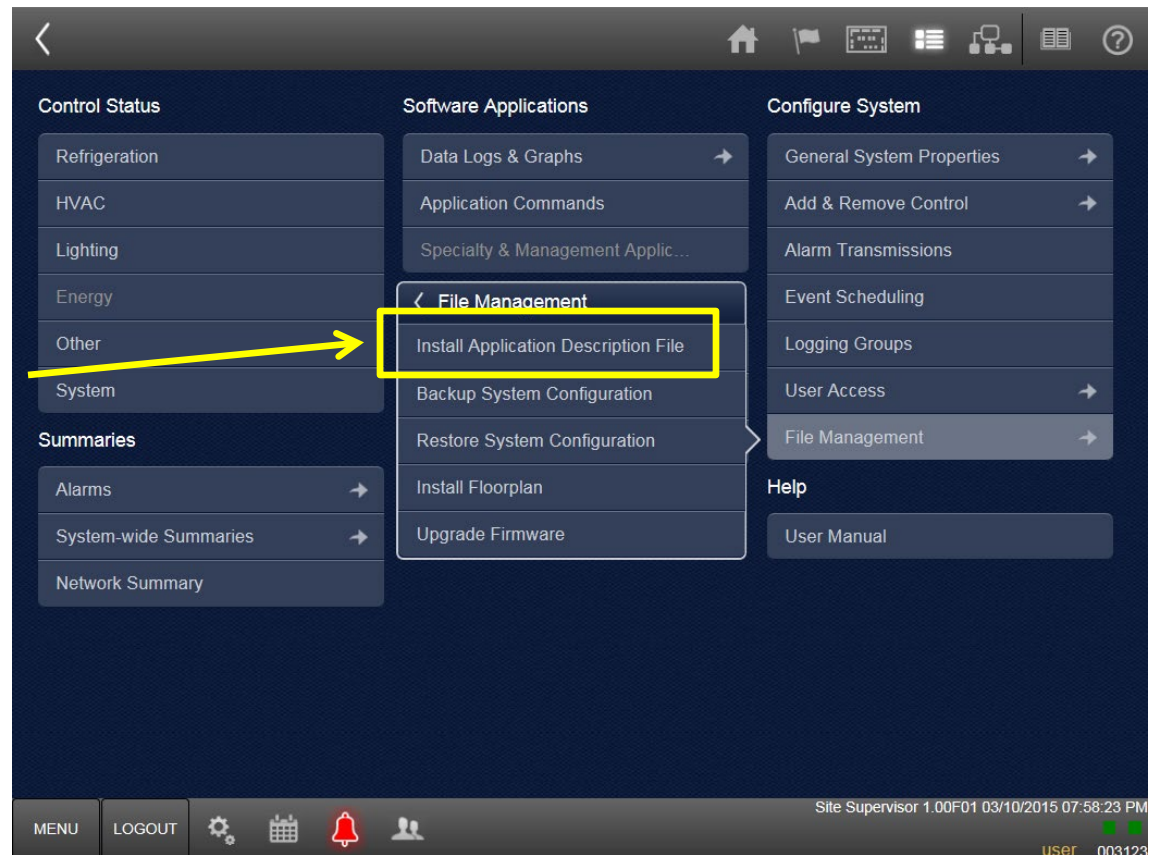 Control Status
Refrigeration
HVAC
Lighting
Energy
Other
System
Summaries
Alarms
System-wide Summaries
Network Summary
Software Applications
Data Logs & Graphs
Application Commands
Specialty & Management Applic...
File Management
Install Application Description File
Backup System Configuration
Restore System Configuration
Install Floorplan
Upgrade Firmware
Configure System
General System Properties
Add & Remove Control
Alarm Transmissions
Event Scheduling
Logging Groups
User Access
File Management
Help
User Manual
MENU
LOGOUT
Site Supervisor 1.00F01 03/10/2015 07:58:23 PM
user 003123